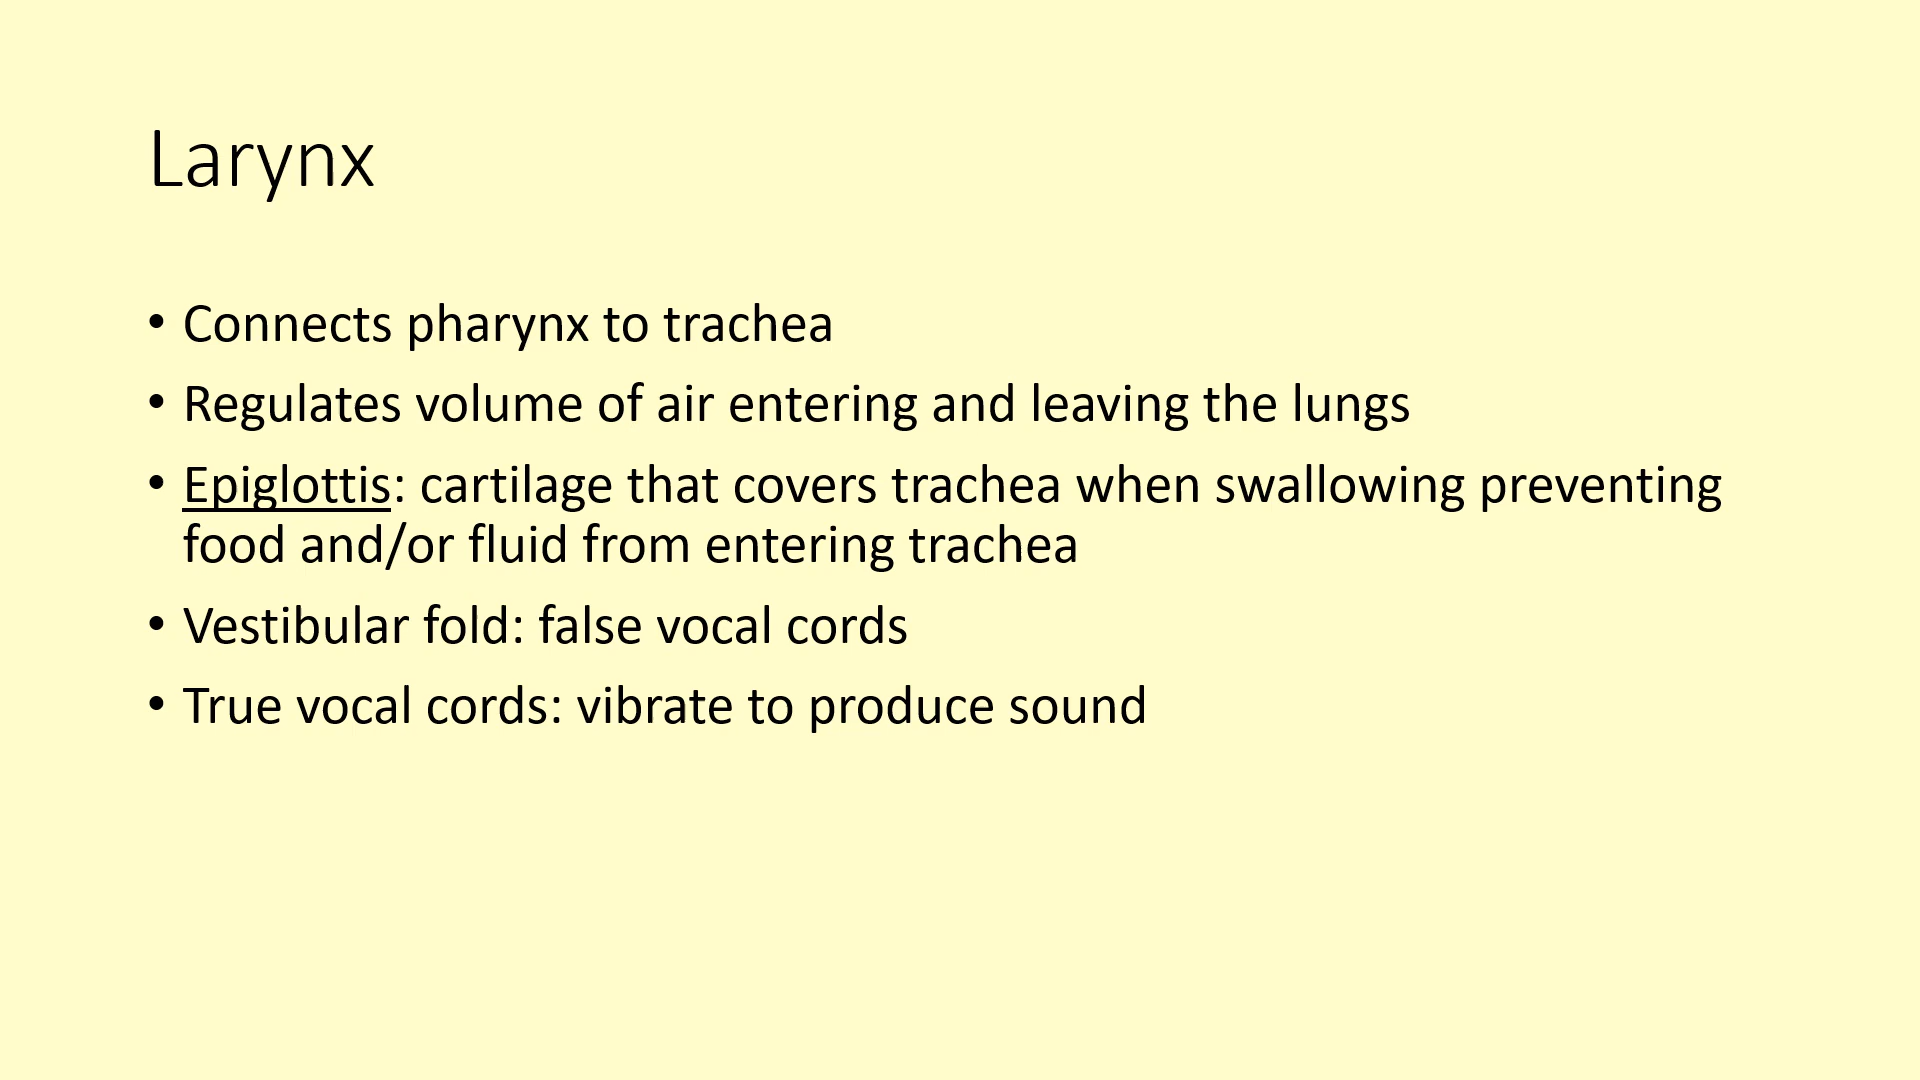 Larynx
• Connects pharynx to trachea
• Regulates volume of air entering and leaving the lungs
• Epiglottis: cartilage that covers trachea when swallowing preventing
food and/or fluid from entering trachea
• Vestibular fold: false vocal cords
• True vocal cords: vibrate to produce sound